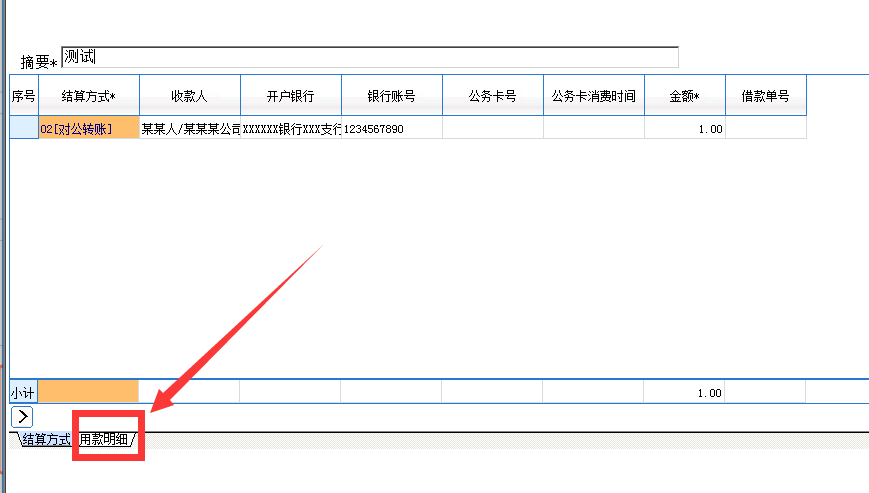 摘要* 测试
序号 结算方式* 收款人 开户银行 银行账号 公务卡号 公务卡消费时间 金额* 借款单号
02[对公转账] 某某人/某某某公司 XXXXXX银行XXX支行 1234567890 1.00
小计 1.00
结算方式 用款明细